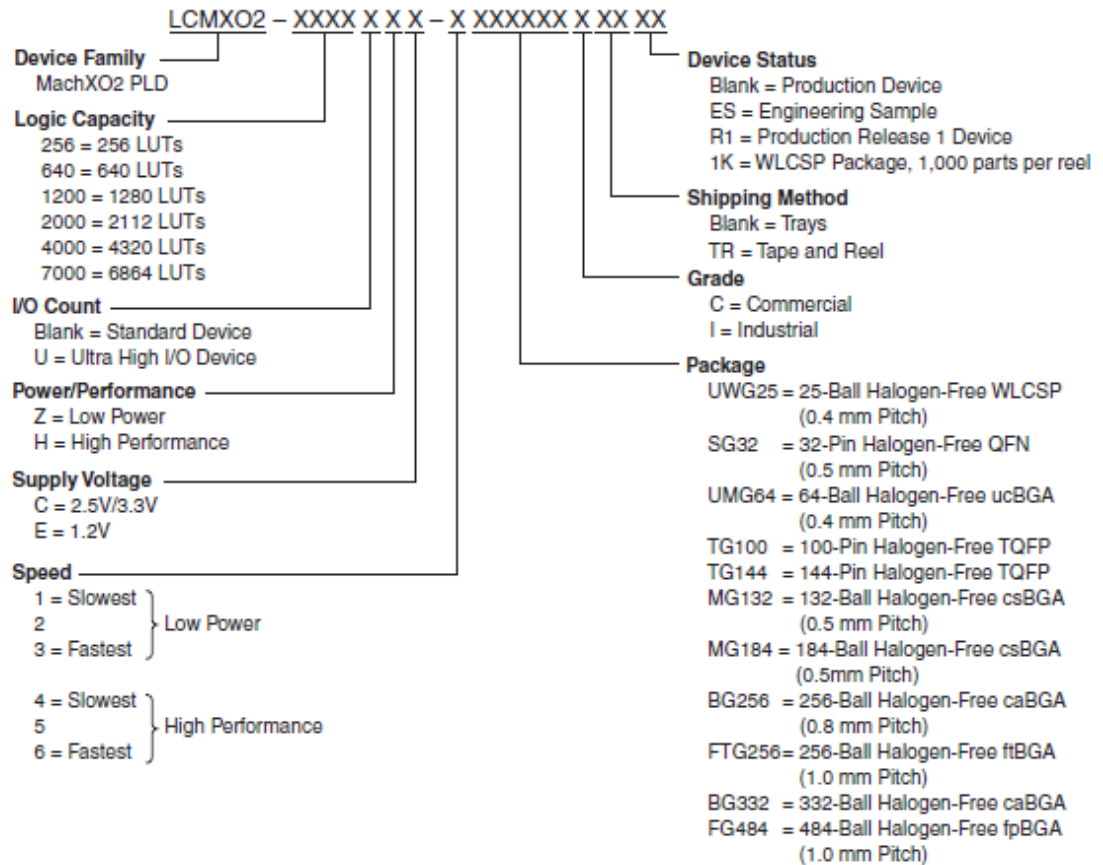 LCMXO2 – XXXX X X X – X XXXXXX X XX XX
Device Family
MachXO2 PLD
Logic Capacity
256 = 256 LUTs
640 = 640 LUTs
1200 = 1280 LUTs
2000 = 2112 LUTs
4000 = 4320 LUTs
7000 = 6864 LUTs
I/O Count
Blank = Standard Device
U = Ultra High I/O Device
Power/Performance
Z = Low Power
H = High Performance
Supply Voltage
C = 2.5V/3.3V
E = 1.2V
Speed
1 = Slowest
2
3 = Fastest
Low Power
4 = Slowest
5
6 = Fastest
High Performance
Device Status
Blank = Production Device
ES = Engineering Sample
R1 = Production Release 1 Device
1K = WLCSP Package, 1,000 parts per reel
Shipping Method
Blank = Trays
TR = Tape and Reel
Grade
C = Commercial
I = Industrial
Package
UWG25 = 25-Ball Halogen-Free WLCSP
(0.4 mm Pitch)
SG32 = 32-Pin Halogen-Free QFN
(0.5 mm Pitch)
UMG64 = 64-Ball Halogen-Free ucBGA
(0.4 mm Pitch)
TG100 = 100-Pin Halogen-Free TQFP
TG144 = 144-Pin Halogen-Free TQFP
MG132 = 132-Ball Halogen-Free csBGA
(0.5 mm Pitch)
MG184 = 184-Ball Halogen-Free csBGA
(0.5mm Pitch)
BG256 = 256-Ball Halogen-Free caBGA
(0.8 mm Pitch)
FTG256= 256-Ball Halogen-Free ftBGA
(1.0 mm Pitch)
BG332 = 332-Ball Halogen-Free caBGA
FG484 = 484-Ball Halogen-Free fpBGA
(1.0 mm Pitch)